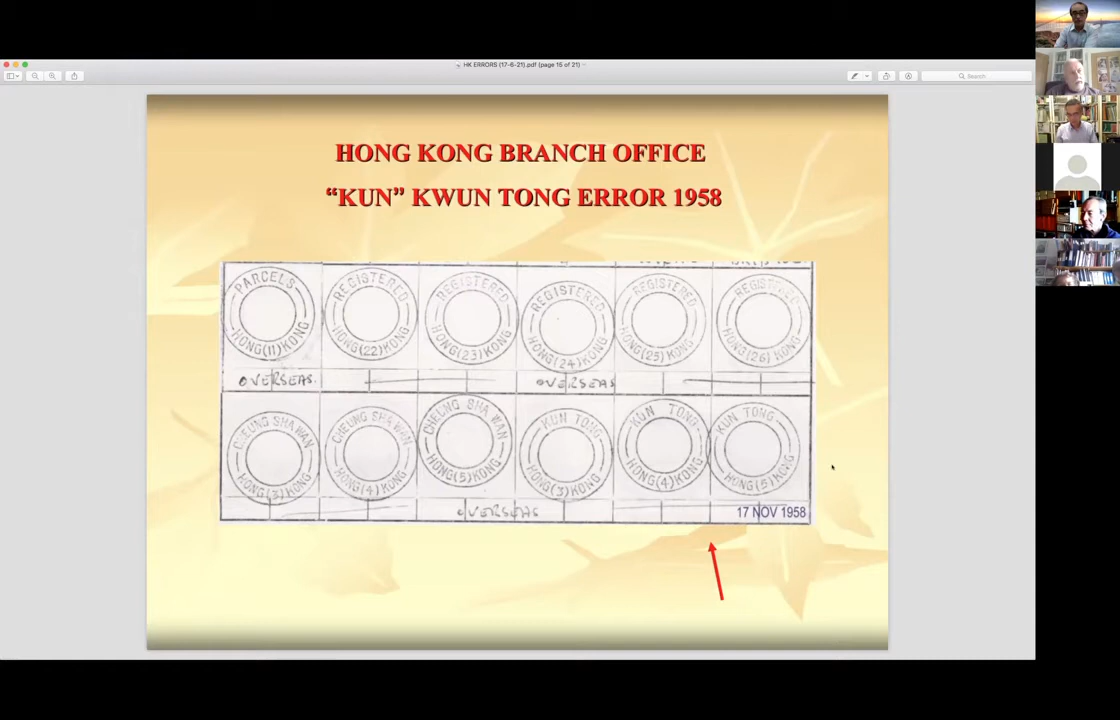 HK ERRORS (17-6-21).pdf (page 15 of 21)
Search
HONG KONG BRANCH OFFICE
“KUN” KWUN TONG ERROR 1958
PARCELS HONG(11)KONG
REGISTERED HONG(22)KONG
REGISTERED HONG(23)KONG
REGISTERED HONG(24)KONG
REGISTERED HONG(25)KONG
REGISTERED HONG(26)KONG
OVERSEAS. OVERSEAS
CHEUNG SHA WAN HONG(3)KONG
CHEUNG SHA WAN HONG(4)KONG
CHEUNG SHA WAN HONG(5)KONG
KUN TONG HONG(3)KONG
KUN TONG HONG(4)KONG
KUN TONG HONG(5)KONG
OVERSEAS 17 NOV 1958